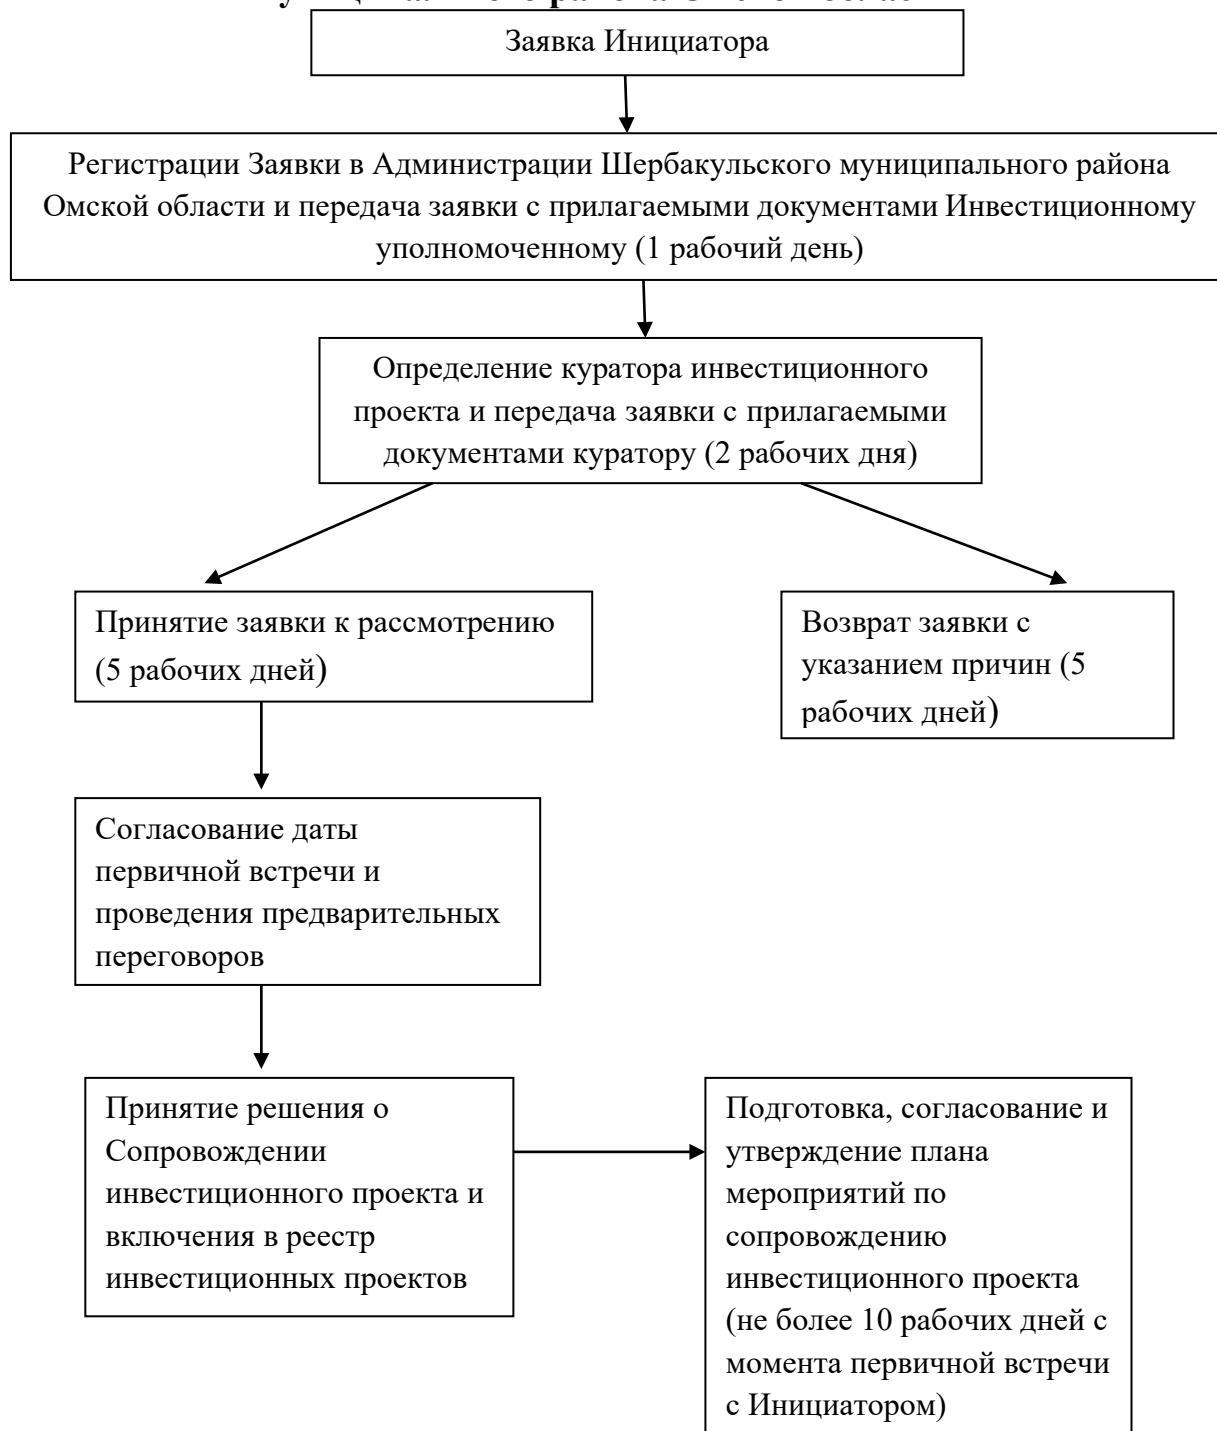 Заявка Инициатора
Регистрации Заявки в Администрации Шербакульского муниципального района
Омской области и передача заявки с прилагаемыми документами Инвестиционному
уполномоченному (1 рабочий день)
Определение куратора инвестиционного
проекта и передача заявки с прилагаемыми
документами куратору (2 рабочих дня)
Принятие заявки к рассмотрению
(5 рабочих дней)
Возврат заявки с
указанием причин (5
рабочих дней)
Согласование даты
первичной встречи и
проведения предварительных
переговоров
Принятие решения о
Сопровождении
инвестиционного проекта и
включения в реестр
инвестиционных проектов
Подготовка, согласование и
утверждение плана
мероприятий по
сопровождению
инвестиционного проекта
(не более 10 рабочих дней с
момента первичной встречи
с Инициатором)